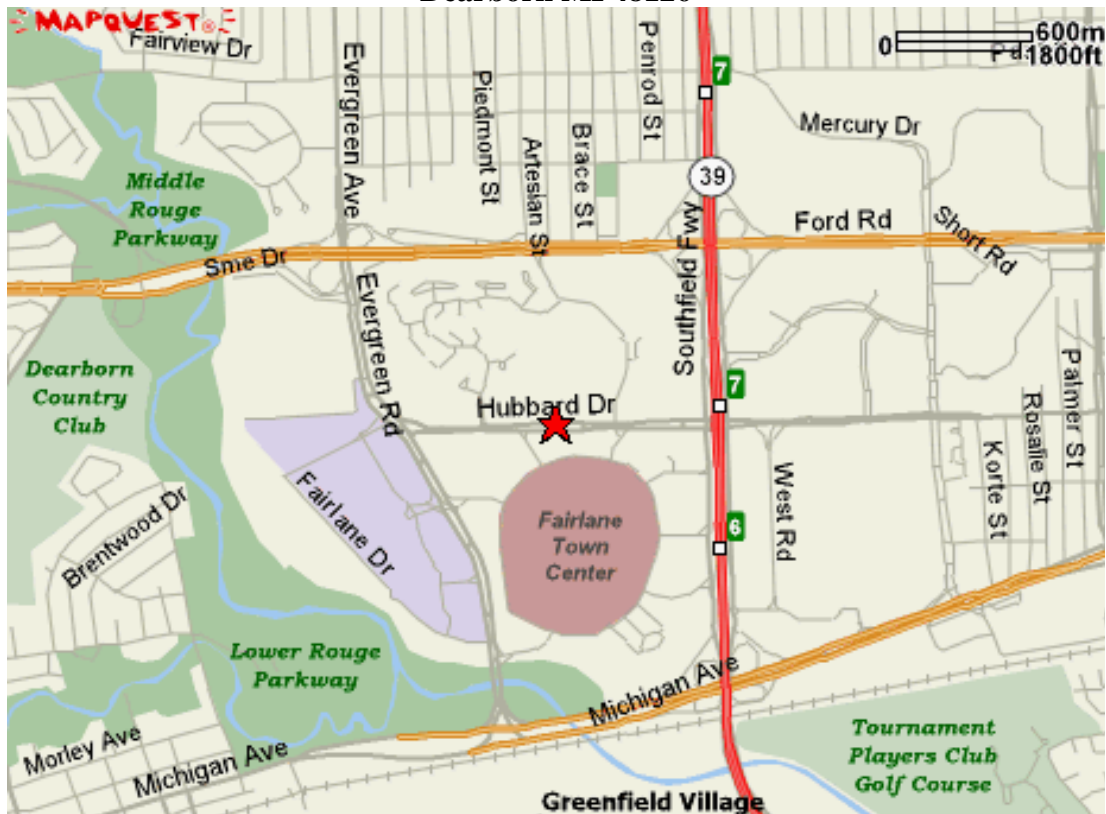 MAPQUEST
Fairview Dr
Evergreen Ave
Piedmont St
Artesian St
Brace St
Penrod St
7
0
600m
1800ft
Mercury Dr
39
Middle
Rouge
Parkway
Ford Rd
Short Rd
Sme Dr
Southfield Fwy
Evergreen Rd
Dearborn
Country
Club
Hubbard Dr
7
Palmer St
Rosalie St
Korte St
West Rd
Fairlane Dr
Brentwood Dr
Fairlane
Town
Center
6
Lower Rouge
Parkway
Michigan Ave
Morley Ave
Michigan Ave
Tournament
Players Club
Golf Course
Greenfield Village